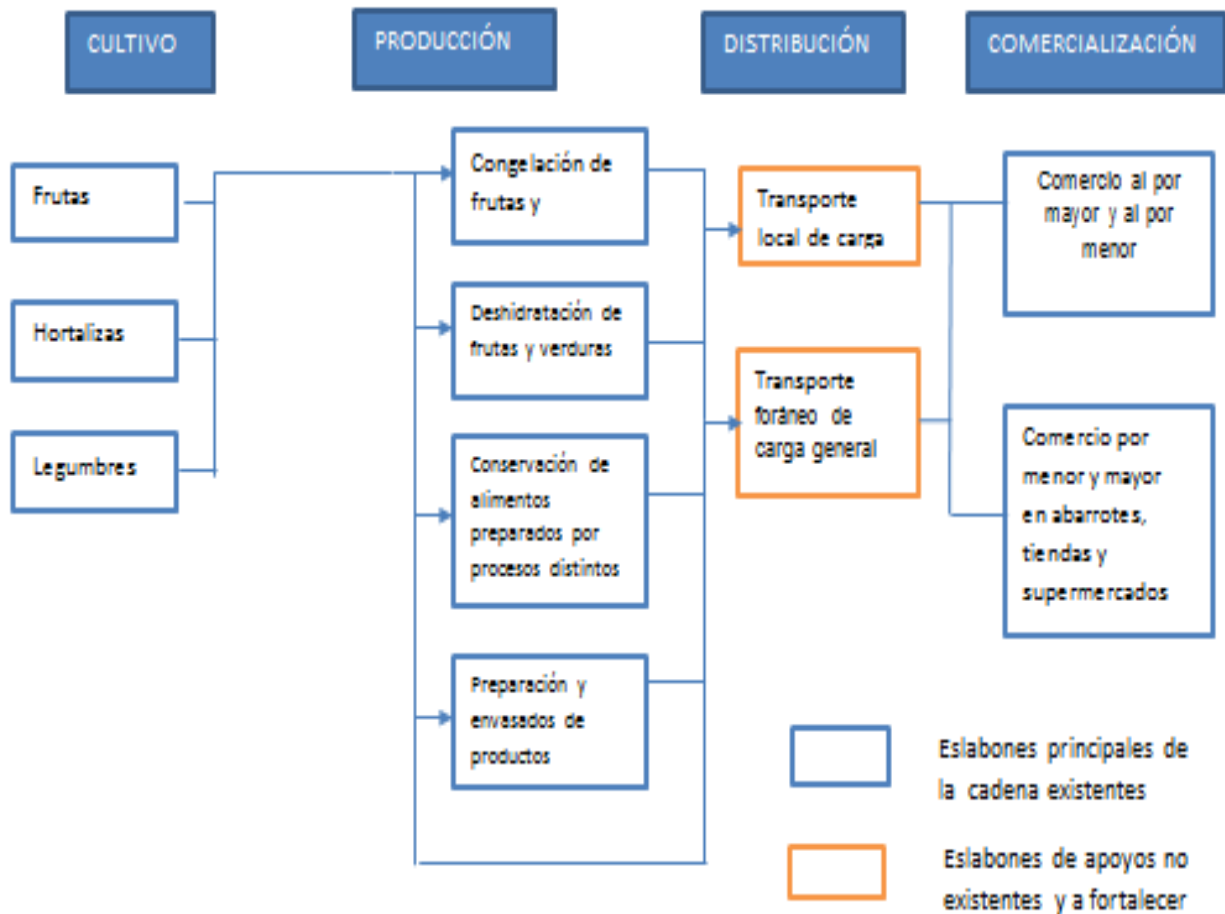 CULTIVO
PRODUCCIÓN
DISTRIBUCIÓN
COMERCIALIZACIÓN
Frutas
Hortalizas
Legumbres
Congelación de
frutas y
Deshidratación de
frutas y verduras
Conservación de
alimentos
preparados por
procesos distintos
Preparación y
envasados de
productos
Transporte
local de carga
Transporte
foráneo de
carga general
Comercio al por
mayor y al por
menor
Comercio por
menor y mayor
en abarrotes,
tiendas y
supermercados
Eslabones principales de
la cadena existentes
Eslabones de apoyos no
existentes y a fortalecer